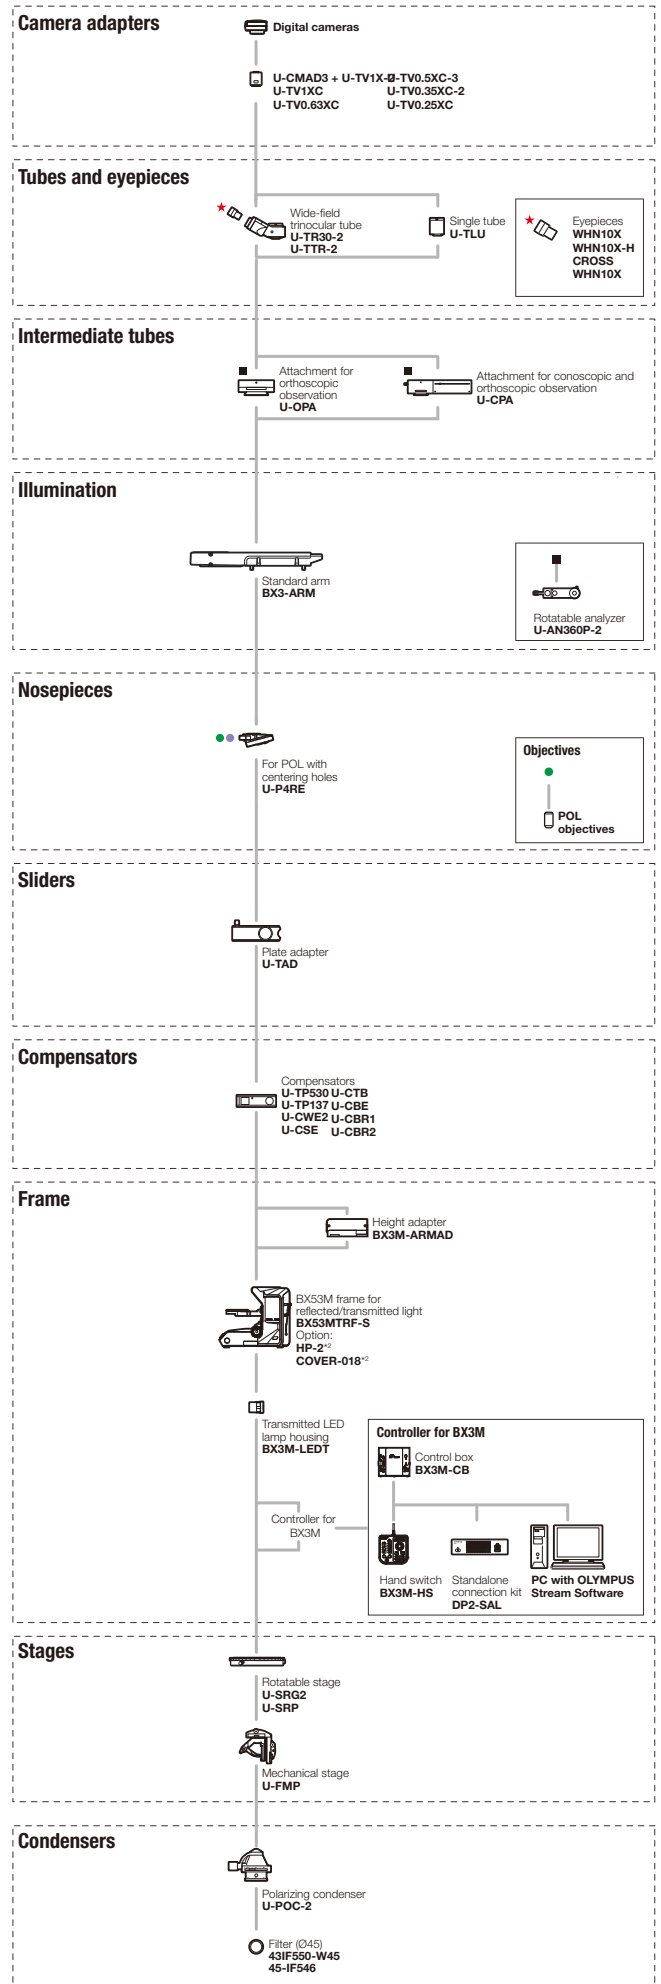 Camera adapters
Digital cameras
U-CMAD3 + U-TV1X-2
U-TV0.5XC-3
U-TV1XC
U-TV0.35XC-2
U-TV0.63XC
U-TV0.25XC
Tubes and eyepieces
Wide-field
trinocular tube
U-TR30-2
U-TTR-2
Single tube
U-TLU
Eyepieces
WHN10X
WHN10X-H
CROSS
WHN10X
Intermediate tubes
Attachment for
orthoscopic
observation
U-OPA
Attachment for conoscopic and
orthoscopic observation
U-CPA
Illumination
Standard arm
BX3-ARM
Rotatable analyzer
U-AN360P-2
Nosepieces
For POL with
centering holes
U-P4RE
Objectives
POL
objectives
Sliders
Plate adapter
U-TAD
Compensators
Compensators
U-TP530 U-CTB
U-TP137 U-CBE
U-CWE2 U-CBR1
U-CSE U-CBR2
Frame
Height adapter
BX3M-ARMAD
BX53M frame for
reflected/transmitted light
BX53MTRF-S
Option:
HP-2*2
COVER-018*2
Transmitted LED
lamp housing
BX3M-LEDT
Controller for
BX3M
Controller for BX3M
Control box
BX3M-CB
Hand switch
BX3M-HS
Standalone
connection kit
DP2-SAL
PC with OLYMPUS
Stream Software
Stages
Rotatable stage
U-SRG2
U-SRP
Mechanical stage
U-FMP
Condensers
Polarizing condenser
U-POC-2
Filter (Ø45)
43IF550-W45
45-IF546